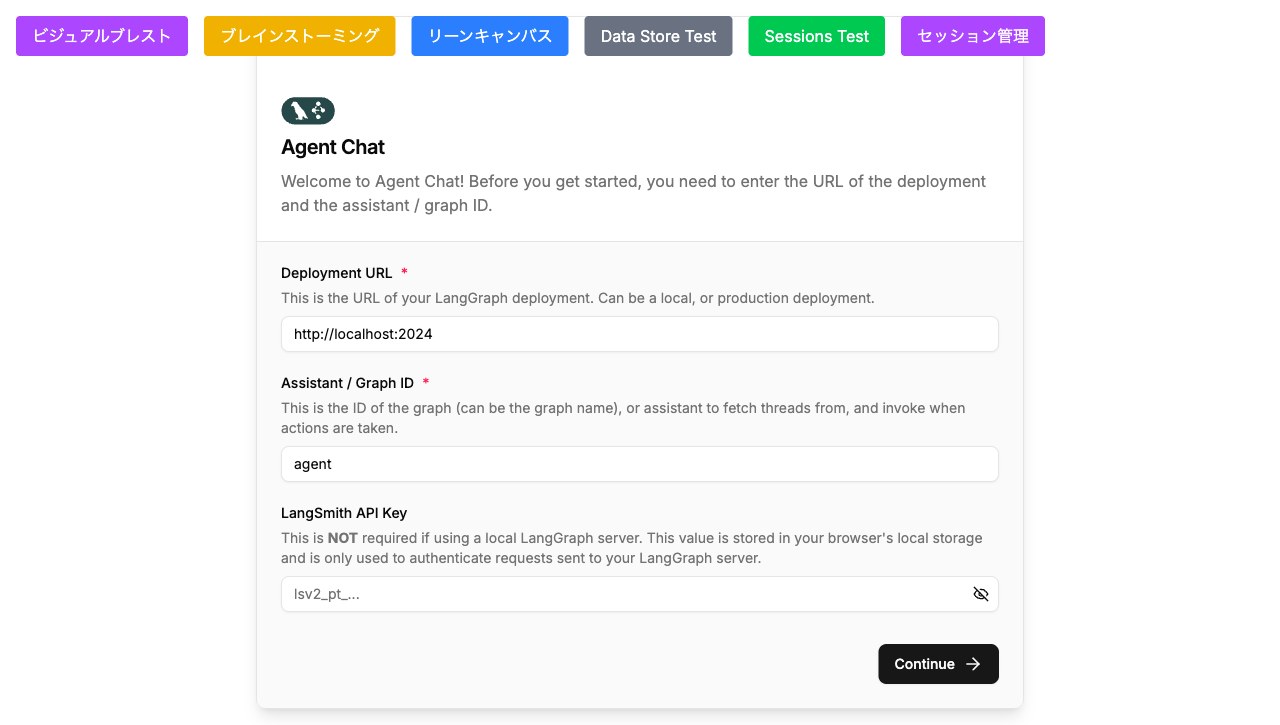 ビジュアルブレスト
ブレインストーミング
リーンキャンバス
Data Store Test
Sessions Test
セッション管理
Agent Chat
Welcome to Agent Chat! Before you get started, you need to enter the URL of the deployment
and the assistant / graph ID.
Deployment URL *
This is the URL of your LangGraph deployment. Can be a local, or production deployment.
http://localhost:2024
Assistant / Graph ID *
This is the ID of the graph (can be the graph name), or assistant to fetch threads from, and invoke when
actions are taken.
agent
LangSmith API Key
This is NOT required if using a local LangGraph server. This value is stored in your browser's local storage
and is only used to authenticate requests sent to your LangGraph server.
lsv2_pt_...
Continue